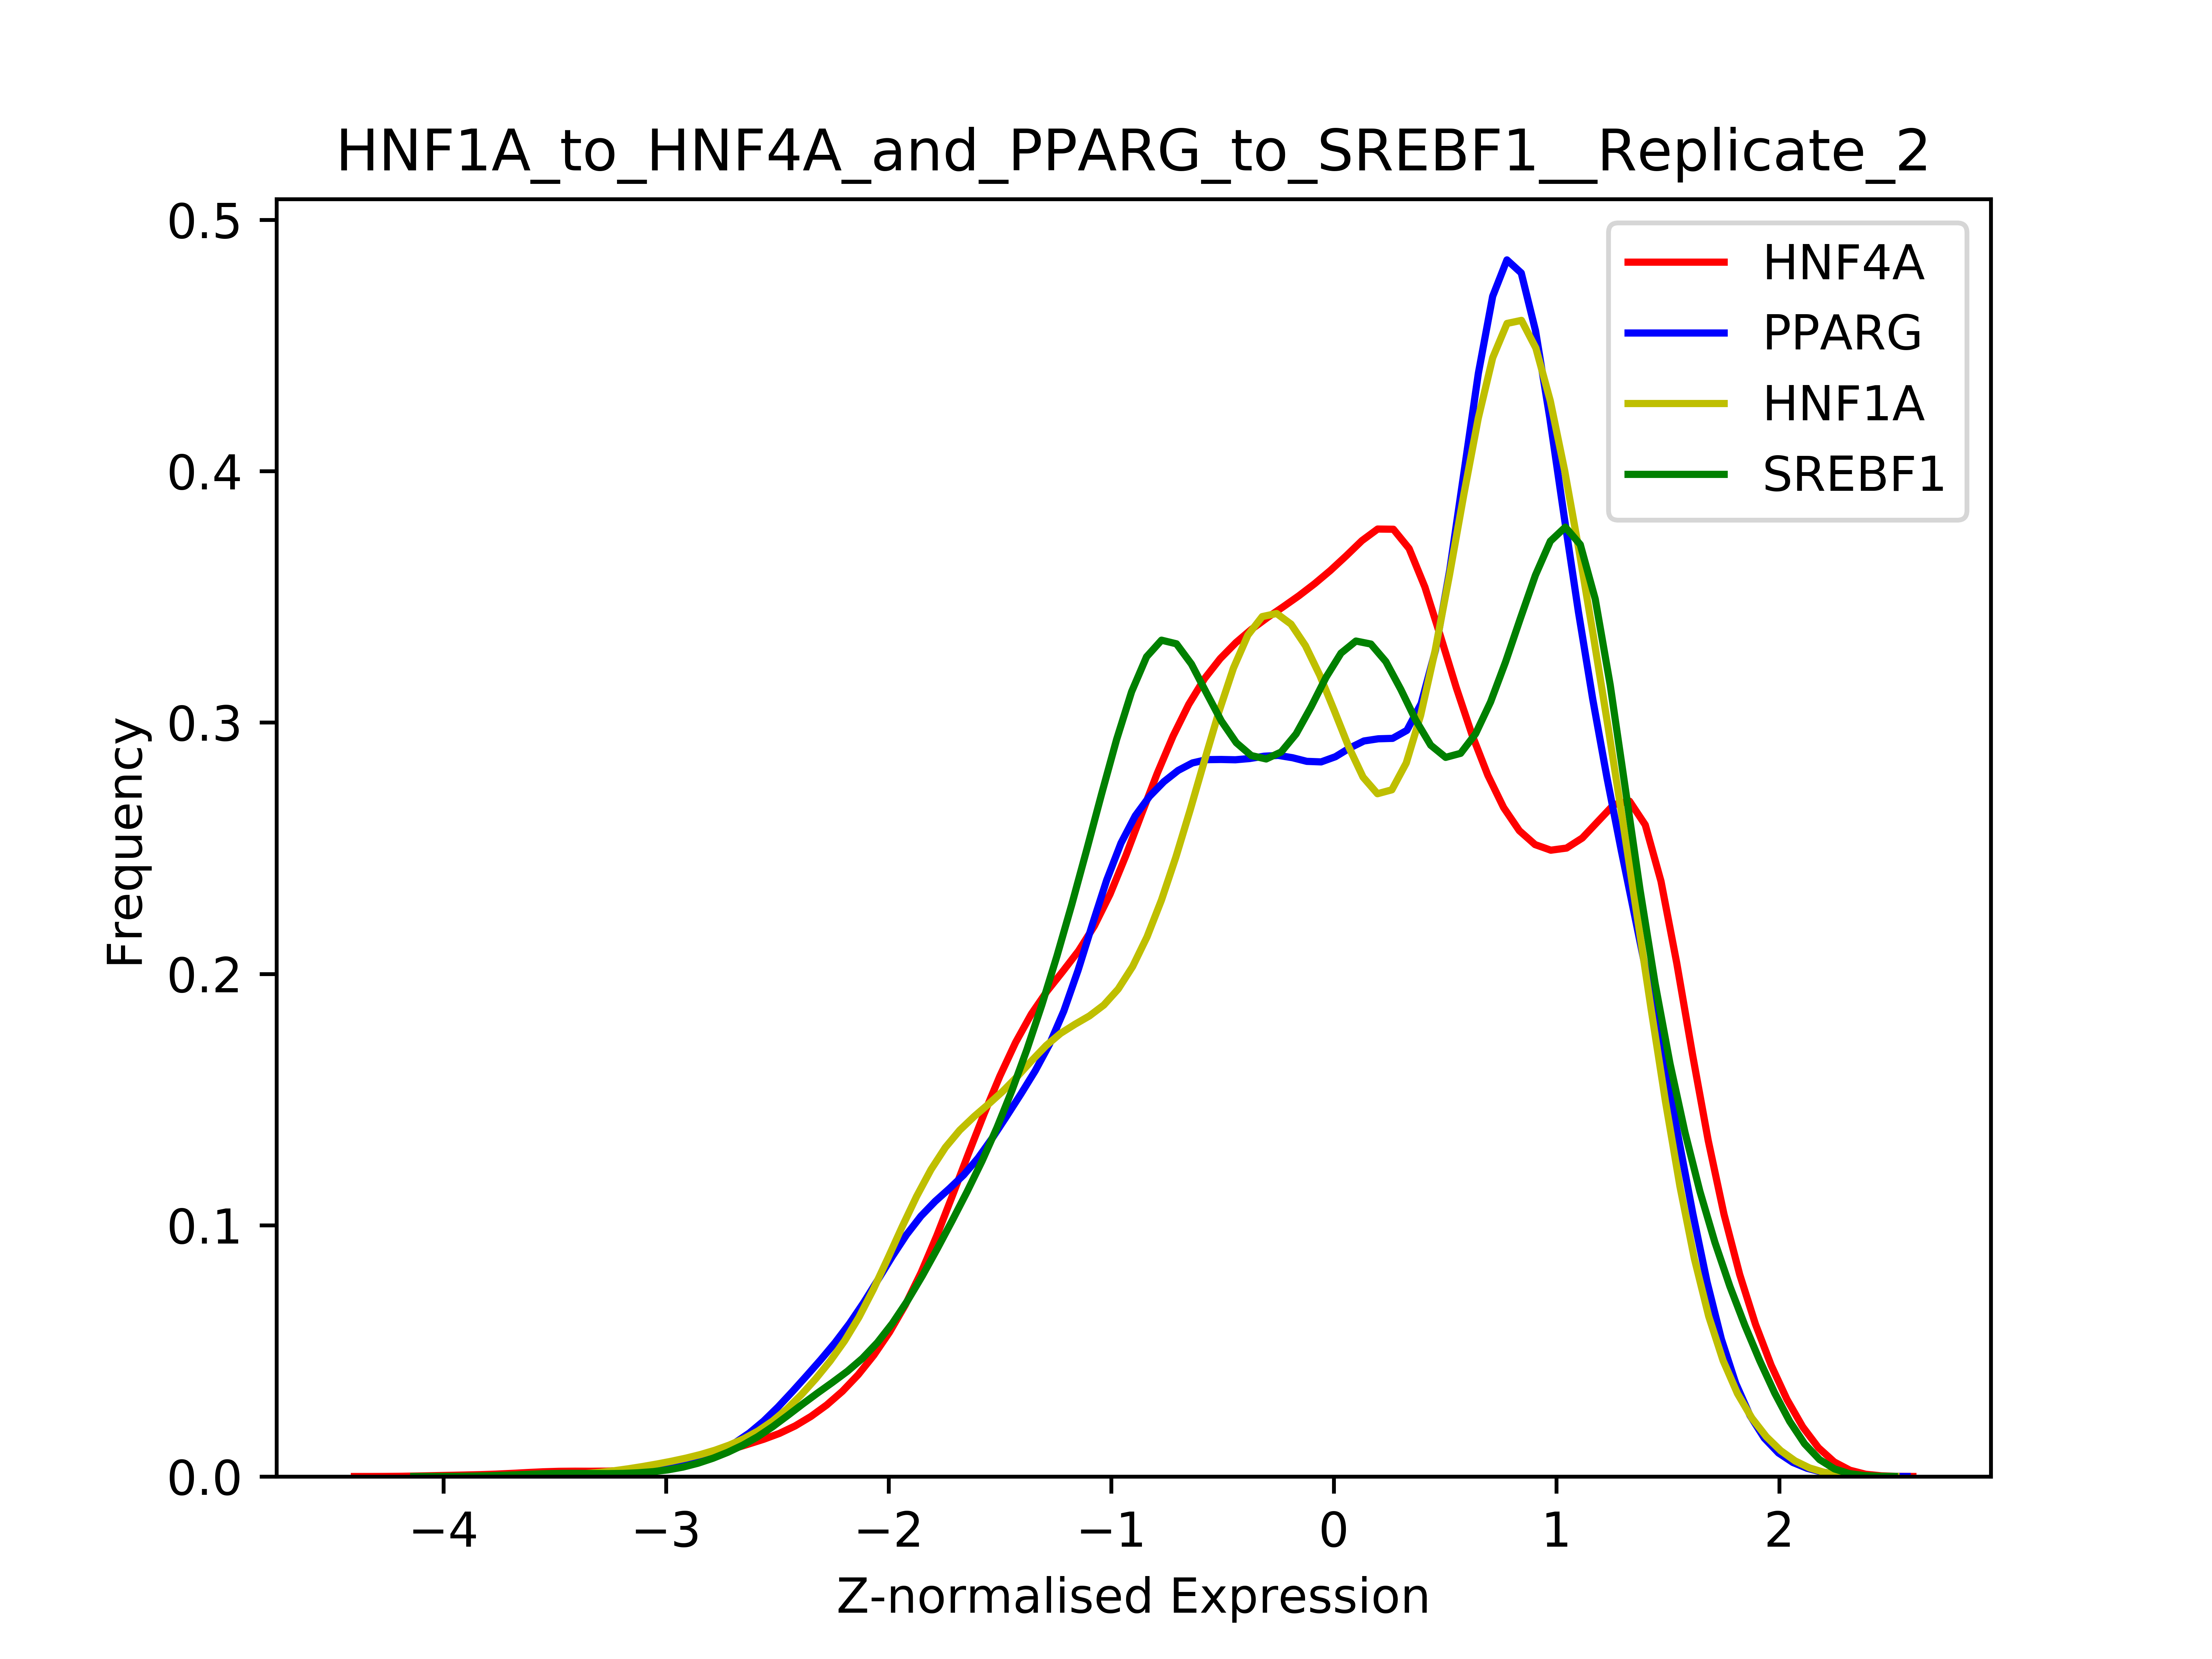 HNF1A_to_HNF4A_and_PPARG_to_SREBF1__Replicate_2
0.5
0.4
0.3
0.2
0.1
0.0
Frequency
HNF4A
PPARG
HNF1A
SREBF1
−4 −3 −2 −1 0 1 2
Z-normalised Expression